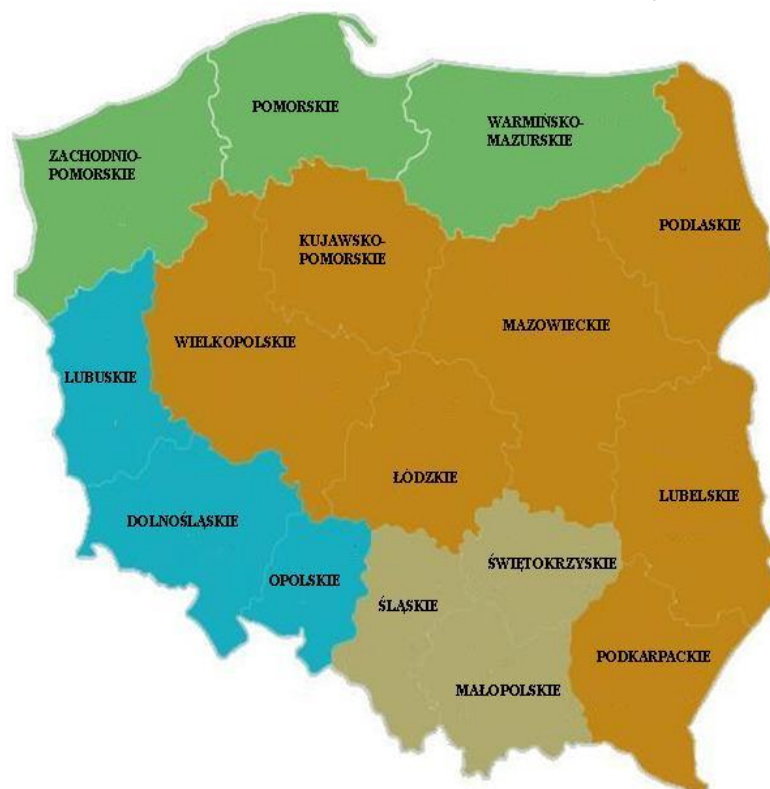 POMORSKIE
WARMIŃSKO-
MAZURSKIE
ZACHODNIO-
POMORSKIE
PODLASKIE
KUJAWSKO-
POMORSKIE
MAZOWIECKIE
WIELKOPOLSKIE
LUBUSKIE
ŁÓDZKIE
LUBELSKIE
DOLNOŚLĄSKIE
ŚWIĘTOKRZYSKIE
OPOLSKIE
ŚLĄSKIE
PODKARPACKIE
MAŁOPOLSKIE